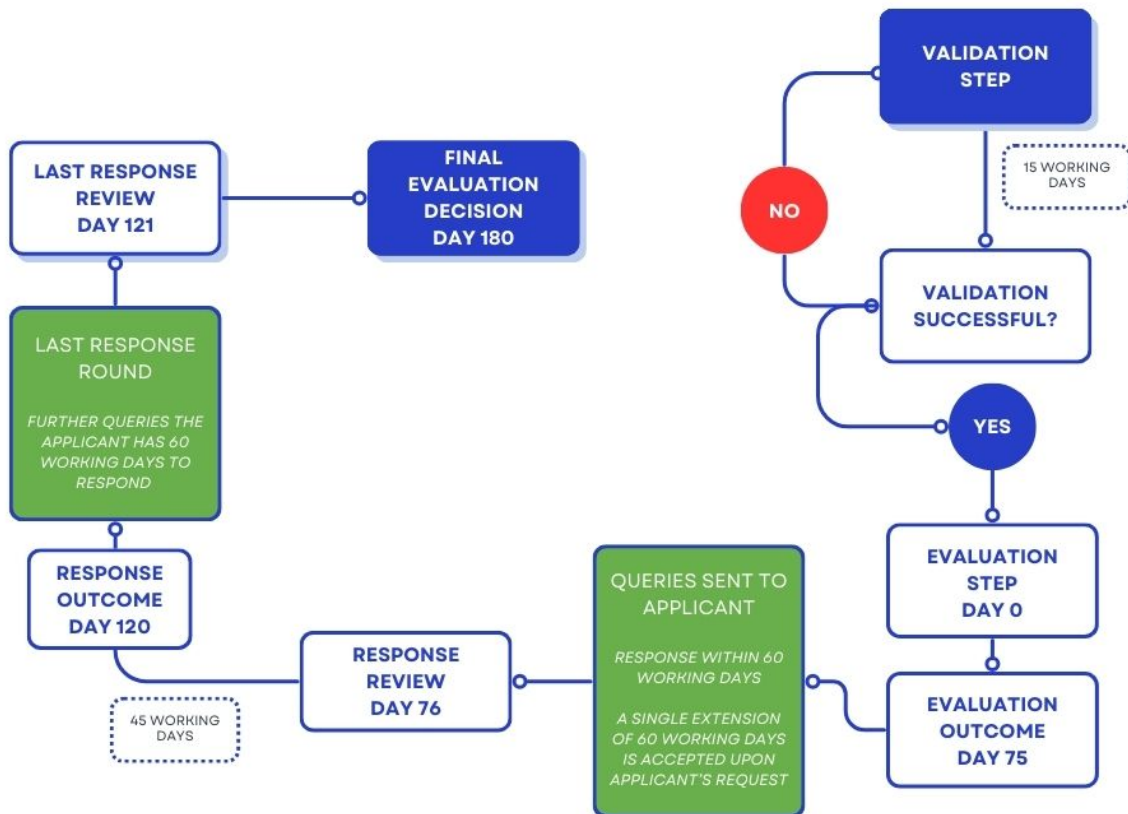 VALIDATION
STEP
15 WORKING
DAYS
NO
VALIDATION
SUCCESSFUL?
YES
EVALUATION
STEP
DAY 0
EVALUATION
OUTCOME
DAY 75
QUERIES SENT TO
APPLICANT
RESPONSE WITHIN 60
WORKING DAYS
A SINGLE EXTENSION
OF 60 WORKING DAYS
IS ACCEPTED UPON
APPLICANT'S REQUEST
RESPONSE
REVIEW
DAY 76
45 WORKING
DAYS
RESPONSE
OUTCOME
DAY 120
LAST RESPONSE
ROUND
FURTHER QUERIES THE
APPLICANT HAS 60
WORKING DAYS TO
RESPOND
LAST RESPONSE
REVIEW
DAY 121
FINAL
EVALUATION
DECISION
DAY 180